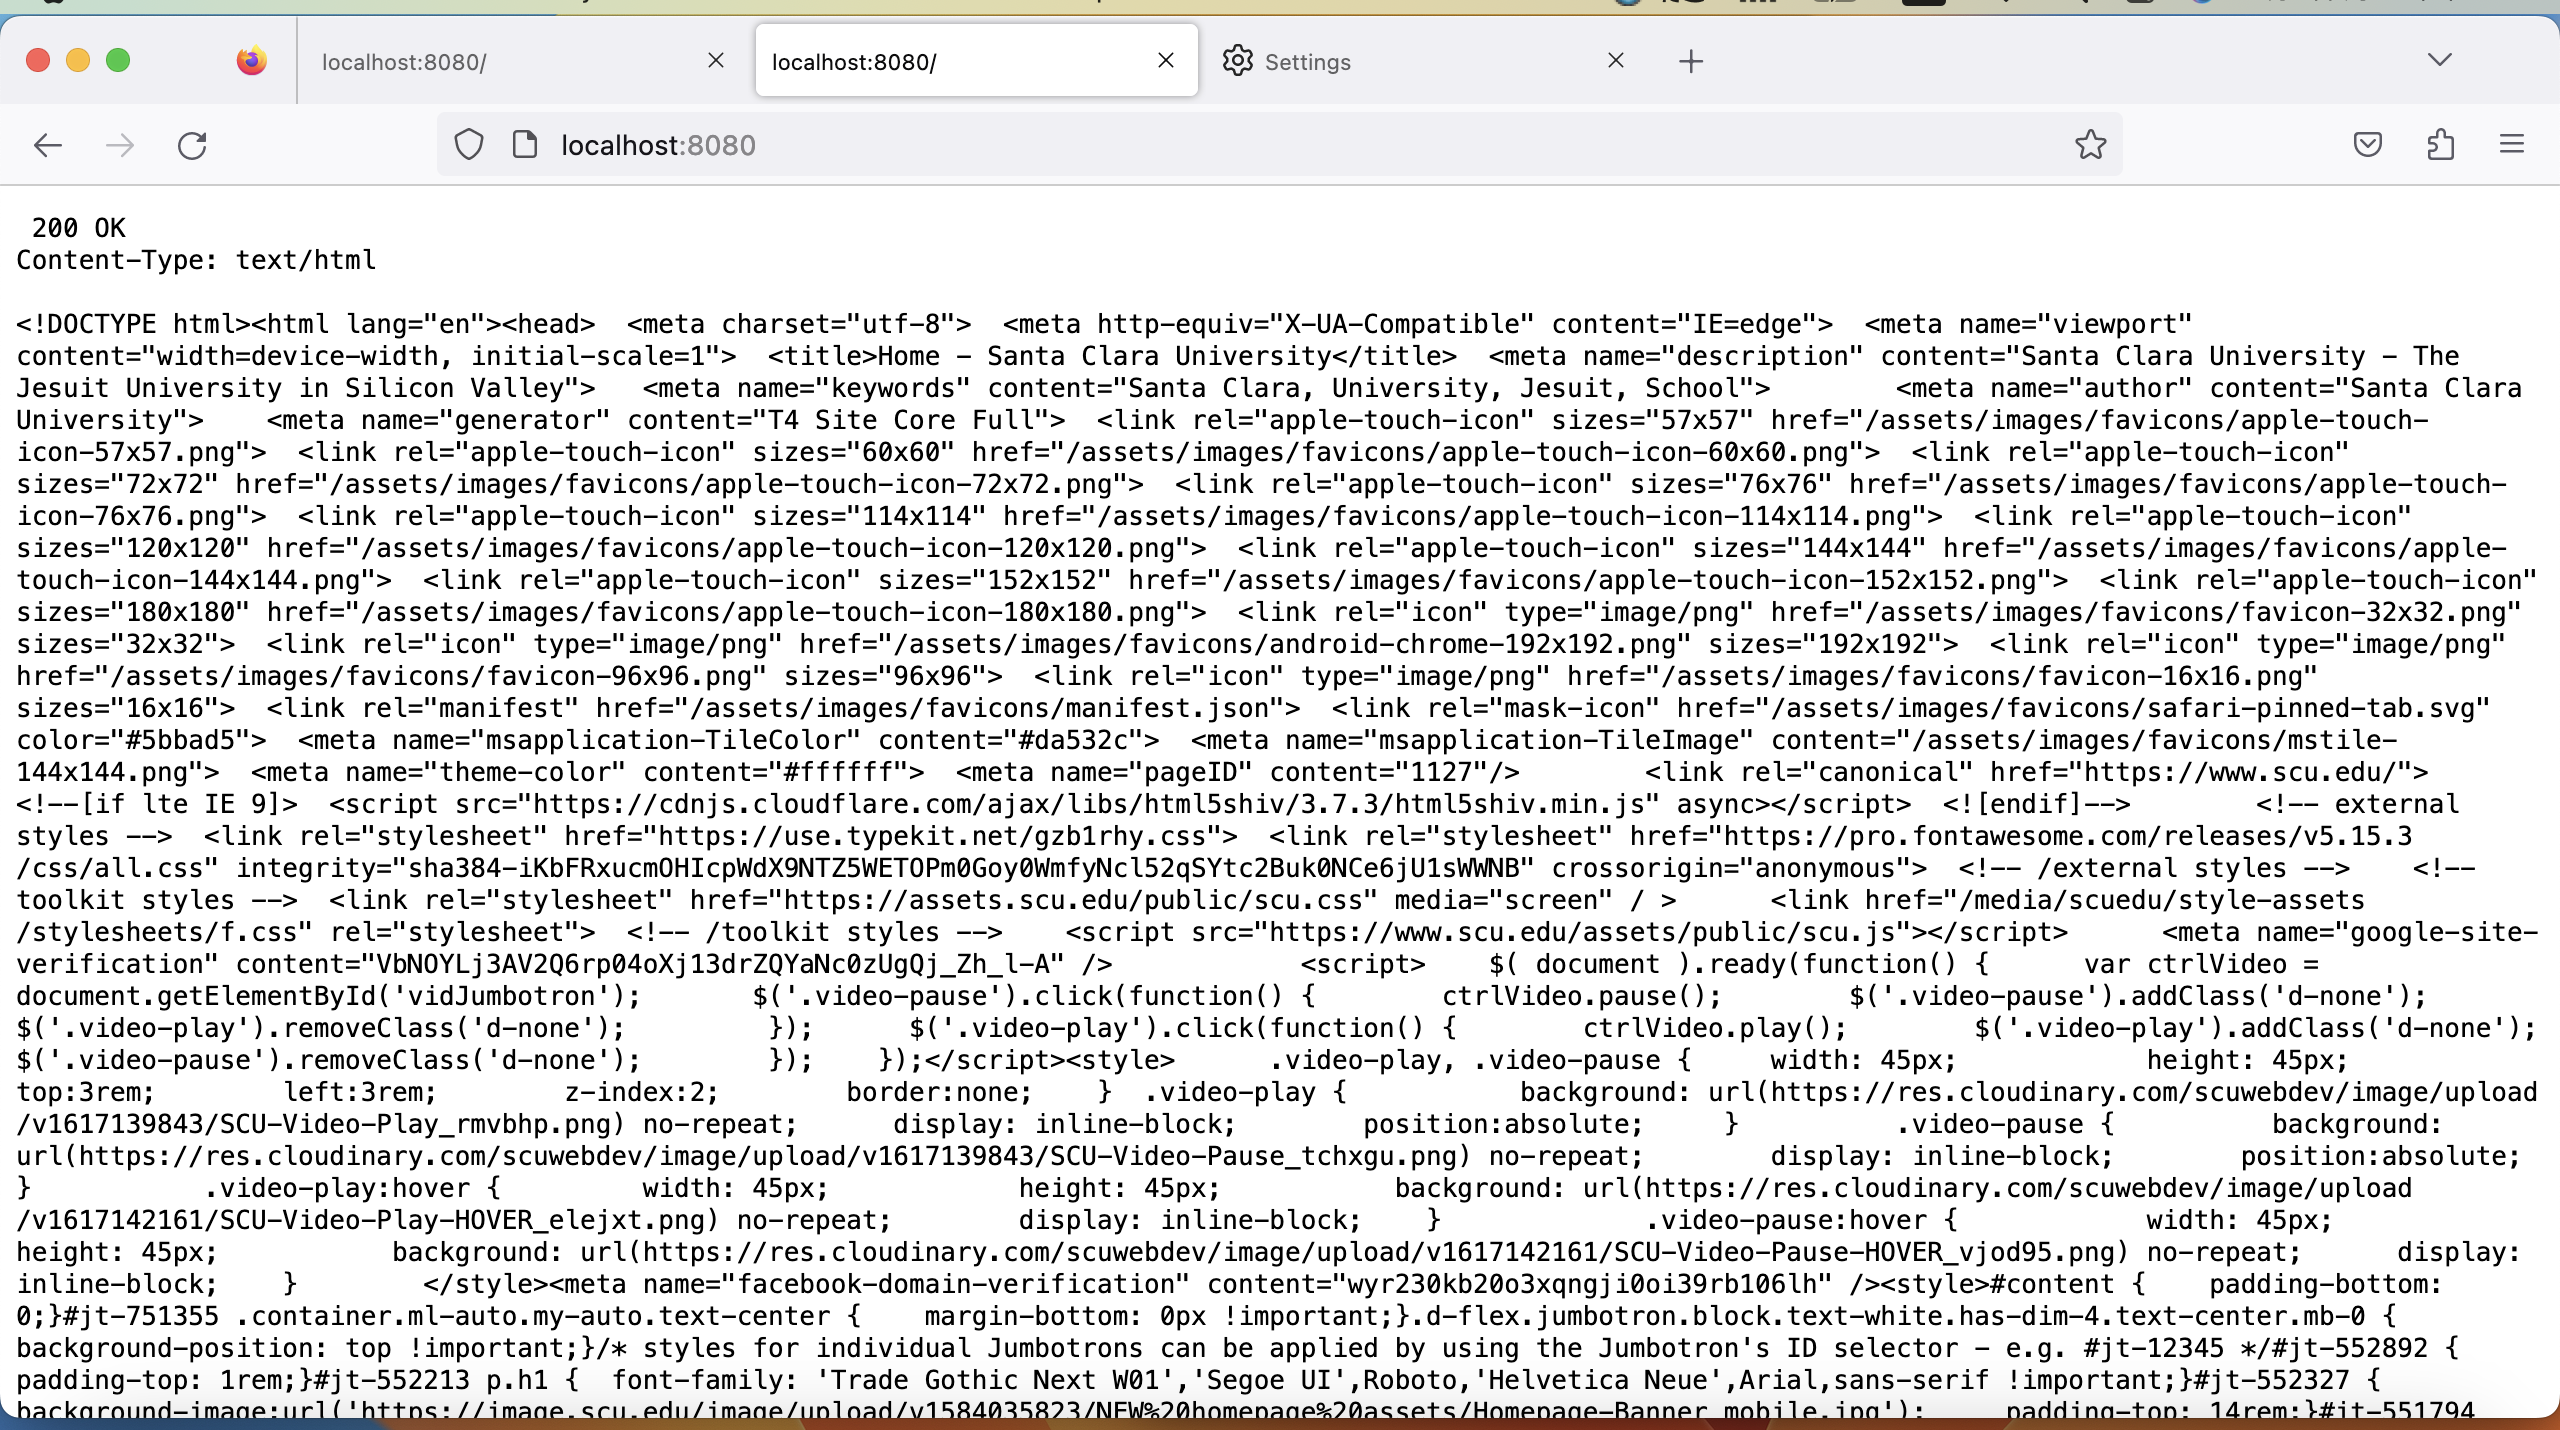 localhost:8080/
localhost:8080/
Settings
localhost:8080
200 OK
Content-Type: text/html
<!DOCTYPE html><html lang="en"><head>  <meta charset="utf-8">  <meta http-equiv="X-UA-Compatible" content="IE=edge">  <meta name="viewport"
content="width=device-width, initial-scale=1">  <title>Home - Santa Clara University</title>  <meta name="description" content="Santa Clara University - The
Jesuit University in Silicon Valley">   <meta name="keywords" content="Santa Clara, University, Jesuit, School">        <meta name="author" content="Santa Clara
University">    <meta name="generator" content="T4 Site Core Full">  <link rel="apple-touch-icon" sizes="57x57" href="/assets/images/favicons/apple-touch-
icon-57x57.png">  <link rel="apple-touch-icon" sizes="60x60" href="/assets/images/favicons/apple-touch-icon-60x60.png">  <link rel="apple-touch-icon"
sizes="72x72" href="/assets/images/favicons/apple-touch-icon-72x72.png">  <link rel="apple-touch-icon" sizes="76x76" href="/assets/images/favicons/apple-touch-
icon-76x76.png">  <link rel="apple-touch-icon" sizes="114x114" href="/assets/images/favicons/apple-touch-icon-114x114.png">  <link rel="apple-touch-icon"
sizes="120x120" href="/assets/images/favicons/apple-touch-icon-120x120.png">  <link rel="apple-touch-icon" sizes="144x144" href="/assets/images/favicons/apple-
touch-icon-144x144.png">  <link rel="apple-touch-icon" sizes="152x152" href="/assets/images/favicons/apple-touch-icon-152x152.png">  <link rel="apple-touch-icon"
sizes="180x180" href="/assets/images/favicons/apple-touch-icon-180x180.png">  <link rel="icon" type="image/png" href="/assets/images/favicons/favicon-32x32.png"
sizes="32x32">  <link rel="icon" type="image/png" href="/assets/images/favicons/android-chrome-192x192.png" sizes="192x192">  <link rel="icon" type="image/png"
href="/assets/images/favicons/favicon-96x96.png" sizes="96x96">  <link rel="icon" type="image/png" href="/assets/images/favicons/favicon-16x16.png"
sizes="16x16">  <link rel="manifest" href="/assets/images/favicons/manifest.json">  <link rel="mask-icon" href="/assets/images/favicons/safari-pinned-tab.svg"
color="#5bbad5">  <meta name="msapplication-TileColor" content="#da532c">  <meta name="msapplication-TileImage" content="/assets/images/favicons/mstile-
144x144.png">  <meta name="theme-color" content="#ffffff">  <meta name="pageID" content="1127"/>        <link rel="canonical" href="https://www.scu.edu/">
<!--[if lte IE 9]>  <script src="https://cdnjs.cloudflare.com/ajax/libs/html5shiv/3.7.3/html5shiv.min.js" async></script>  <![endif]-->        <!-- external
styles -->  <link rel="stylesheet" href="https://use.typekit.net/gzb1rhy.css">  <link rel="stylesheet" href="https://pro.fontawesome.com/releases/v5.15.3
/css/all.css" integrity="sha384-iKbFRxucmOHIcpWdX9NTZ5WETOPm0Goy0WmfyNcl52qSYtc2Buk0NCe6jU1sWWNB" crossorigin="anonymous">  <!-- /external styles -->    <!--
toolkit styles -->  <link rel="stylesheet" href="https://assets.scu.edu/public/scu.css" media="screen" / >      <link href="/media/scuedu/style-assets
/stylesheets/f.css" rel="stylesheet">  <!-- /toolkit styles -->    <script src="https://www.scu.edu/assets/public/scu.js"></script>      <meta name="google-site-
verification" content="VbNOYLj3AV2Q6rp04oXj13drZQYaNc0zUgQj_Zh_l-A" />            <script>    $( document ).ready(function() {      var ctrlVideo =
document.getElementById('vidJumbotron');       $('.video-pause').click(function() {        ctrlVideo.pause();        $('.video-pause').addClass('d-none');
$('.video-play').removeClass('d-none');         });      $('.video-play').click(function() {        ctrlVideo.play();        $('.video-play').addClass('d-none');
$('.video-pause').removeClass('d-none');        });    });</script><style>      .video-play, .video-pause {     width: 45px;            height: 45px;
top:3rem;        left:3rem;        z-index:2;        border:none;    }  .video-play {           background: url(https://res.cloudinary.com/scuwebdev/image/upload
/v1617139843/SCU-Video-Play_rmvbhp.png) no-repeat;      display: inline-block;        position:absolute;     }          .video-pause {          background:
url(https://res.cloudinary.com/scuwebdev/image/upload/v1617139843/SCU-Video-Pause_tchxgu.png) no-repeat;        display: inline-block;        position:absolute;
}           .video-play:hover {         width: 45px;            height: 45px;           background: url(https://res.cloudinary.com/scuwebdev/image/upload
/v1617142161/SCU-Video-Play-HOVER_elejxt.png) no-repeat;        display: inline-block;    }             .video-pause:hover {            width: 45px;
height: 45px;           background: url(https://res.cloudinary.com/scuwebdev/image/upload/v1617142161/SCU-Video-Pause-HOVER_vjod95.png) no-repeat;      display:
inline-block;    }        </style><meta name="facebook-domain-verification" content="wyr230kb20o3xqngji0oi39rb106lh" /><style>#content {    padding-bottom:
0;}#jt-751355 .container.ml-auto.my-auto.text-center {    margin-bottom: 0px !important;}.d-flex.jumbotron.block.text-white.has-dim-4.text-center.mb-0 {
background-position: top !important;}/* styles for individual Jumbotrons can be applied by using the Jumbotron's ID selector - e.g. #jt-12345 */#jt-552892 {
padding-top: 1rem;}#jt-552213 p.h1 {  font-family: 'Trade Gothic Next W01','Segoe UI',Roboto,'Helvetica Neue',Arial,sans-serif !important;}#jt-552327 {
background-image:url('https://image.scu.edu/image/upload/v1584035823/NEW%20homepage%20assets/Homepage-Banner_mobile.jpg');     padding-top: 14rem;}#jt-551794